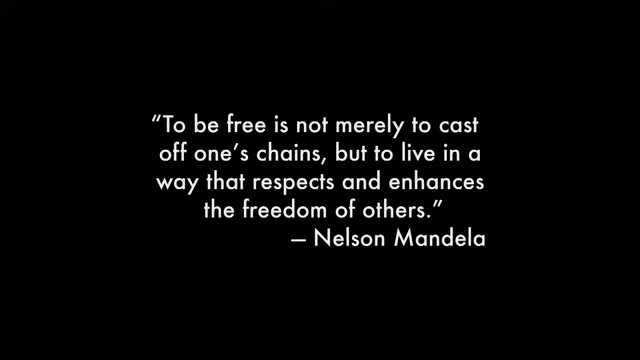 “To be free is not merely to cast
off one’s chains, but to live in a
way that respects and enhances
the freedom of others.”
— Nelson Mandela